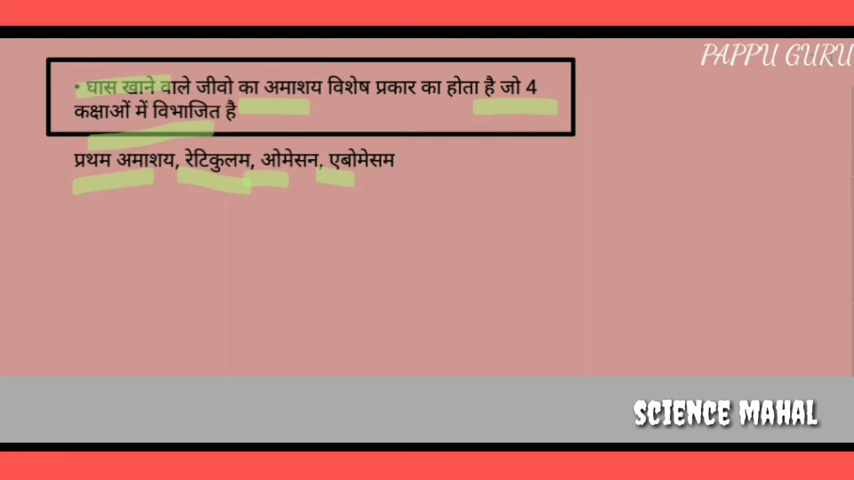 PAPPU GURU
• घास खाने वाले जीवो का अमाशय विशेष प्रकार का होता है जो 4
कक्षाओं में विभाजित है
प्रथम अमाशय, रेटिकुलम, ओमेसन, एबोमेसम
SCIENCE MAHAL